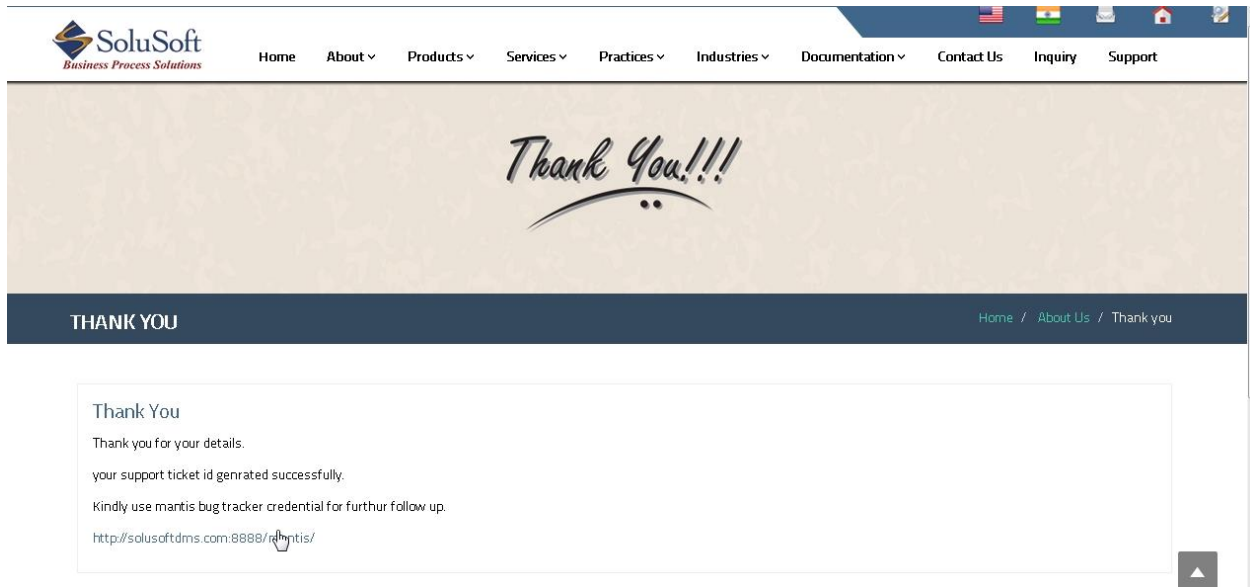 SoluSoft
Business Process Solutions
Home About Products Services Practices Industries Documentation Contact Us Inquiry Support
Thank You!!!
THANK YOU
Home / About Us / Thank you
Thank You
Thank you for your details.
your support ticket id genrated successfully.
Kindly use mantis bug tracker credential for furthur follow up.
http://solusoftdms.com:8888/mantis/